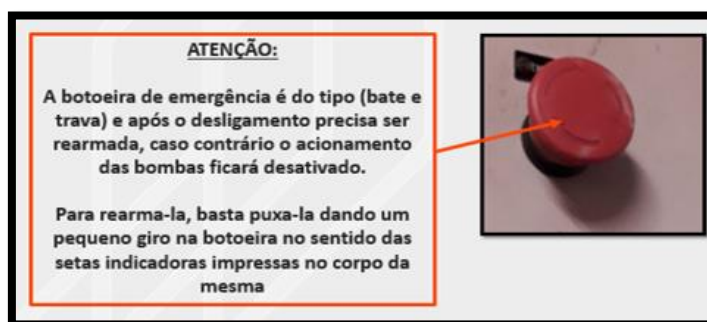 ATENÇÃO:
A botoeira de emergência é do tipo (bate e
trava) e após o desligamento precisa ser
rearmada, caso contrário o acionamento
das bombas ficará desativado.
Para rearma-la, basta puxa-la dando um
pequeno giro na botoeira no sentido das
setas indicadoras impressas no corpo da
mesma